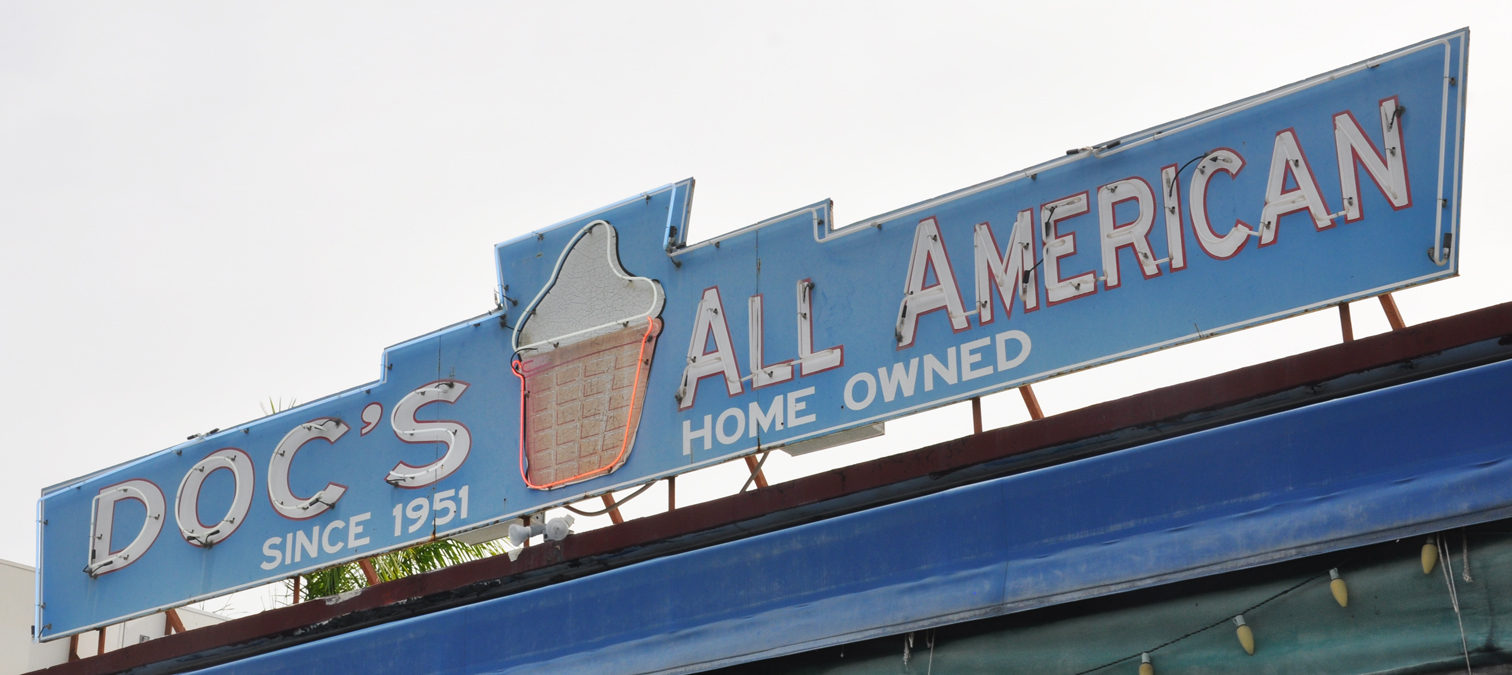 DOC'S ALL AMERICAN
SINCE 1951
HOME OWNED